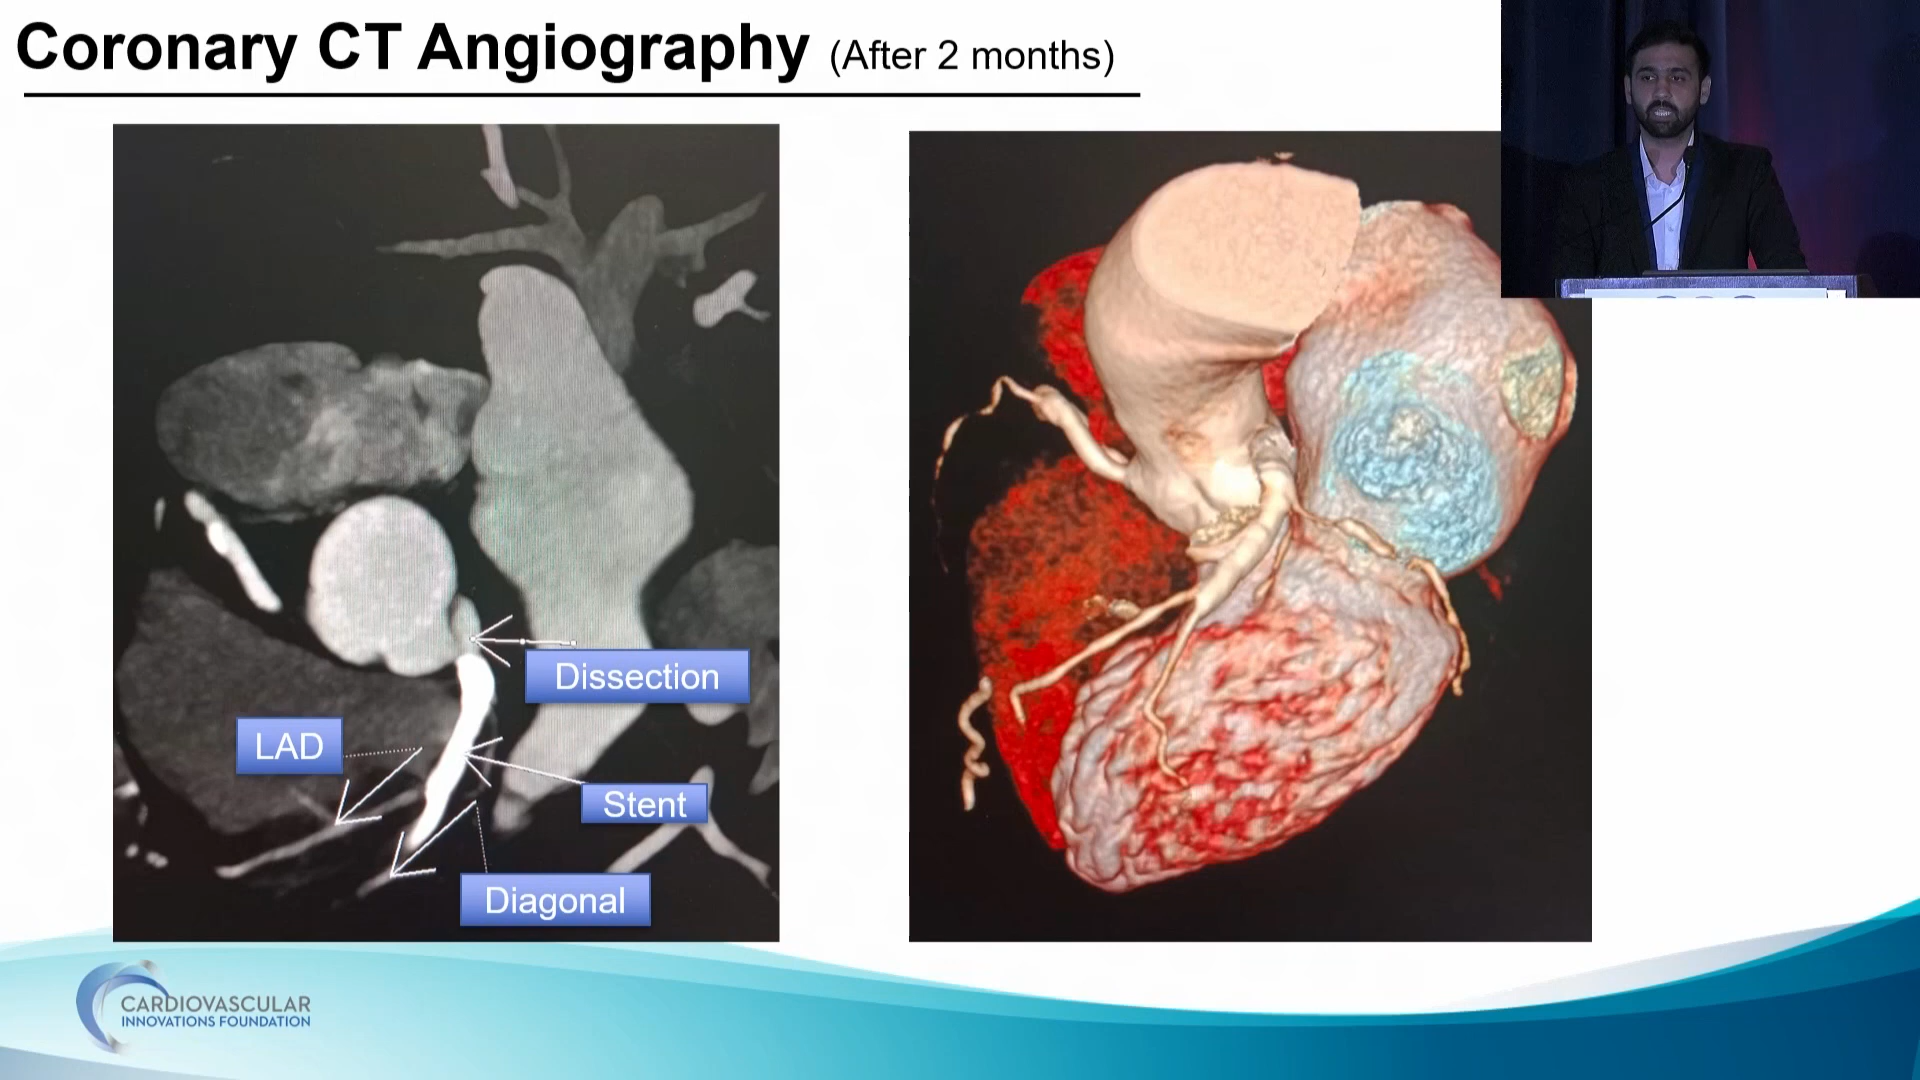 Coronary CT Angiography (After 2 months)
Dissection
LAD
Stent
Diagonal
CARDIOVASCULAR
INNOVATIONS FOUNDATION